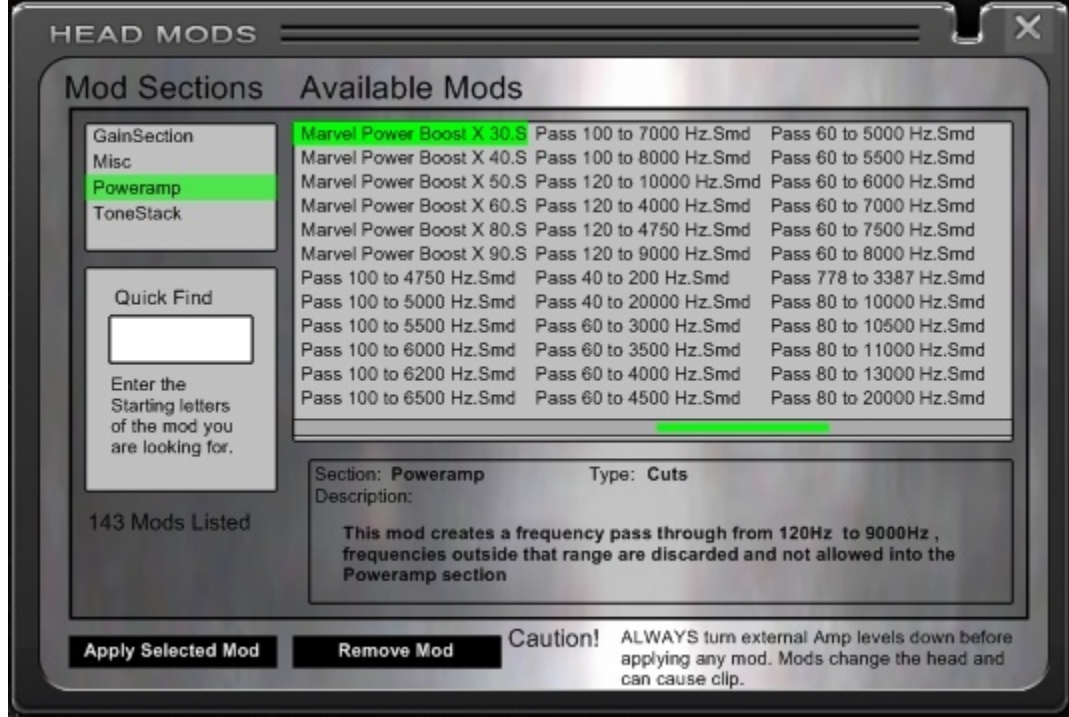 HEAD MODS
Mod Sections
Available Mods
GainSection
Misc
Poweramp
ToneStack
Quick Find
Enter the
Starting letters
of the mod you
are looking for.
143 Mods Listed
Marvel Power Boost X 30.S Pass 100 to 7000 Hz.Smd Pass 60 to 5000 Hz.Smd
Marvel Power Boost X 40.S Pass 100 to 8000 Hz.Smd Pass 60 to 5500 Hz.Smd
Marvel Power Boost X 50.S Pass 120 to 10000 Hz.Smd Pass 60 to 6000 Hz.Smd
Marvel Power Boost X 60.S Pass 120 to 4000 Hz.Smd Pass 60 to 7000 Hz.Smd
Marvel Power Boost X 80.S Pass 120 to 4750 Hz.Smd Pass 60 to 7500 Hz.Smd
Marvel Power Boost X 90.S Pass 120 to 9000 Hz.Smd Pass 60 to 8000 Hz.Smd
Pass 100 to 4750 Hz.Smd Pass 40 to 200 Hz.Smd Pass 778 to 3387 Hz.Smd
Pass 100 to 5000 Hz.Smd Pass 40 to 20000 Hz.Smd Pass 80 to 10000 Hz.Smd
Pass 100 to 5500 Hz.Smd Pass 60 to 3000 Hz.Smd Pass 80 to 10500 Hz.Smd
Pass 100 to 6000 Hz.Smd Pass 60 to 3500 Hz.Smd Pass 80 to 11000 Hz.Smd
Pass 100 to 6200 Hz.Smd Pass 60 to 4000 Hz.Smd Pass 80 to 13000 Hz.Smd
Pass 100 to 6500 Hz.Smd Pass 60 to 4500 Hz.Smd Pass 80 to 20000 Hz.Smd
Section: Poweramp Type: Cuts
Description:
This mod creates a frequency pass through from 120Hz to 9000Hz ,
frequencies outside that range are discarded and not allowed into the
Poweramp section
Apply Selected Mod
Remove Mod
Caution!
ALWAYS turn external Amp levels down before
applying any mod. Mods change the head and
can cause clip.